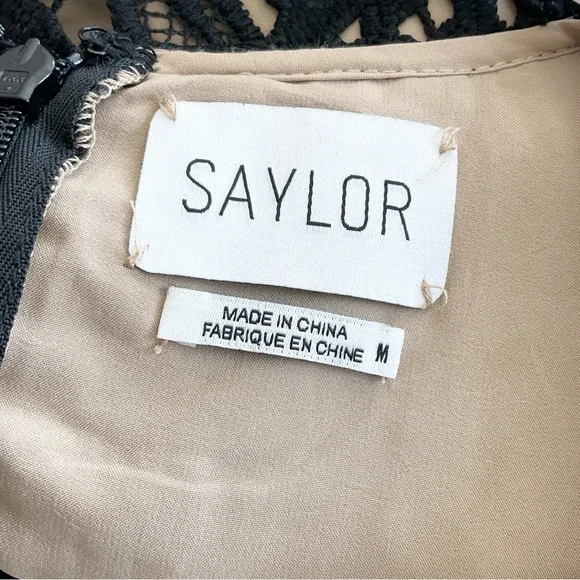 SAYLOR
MADE IN CHINA
FABRIQUE EN CHINE M